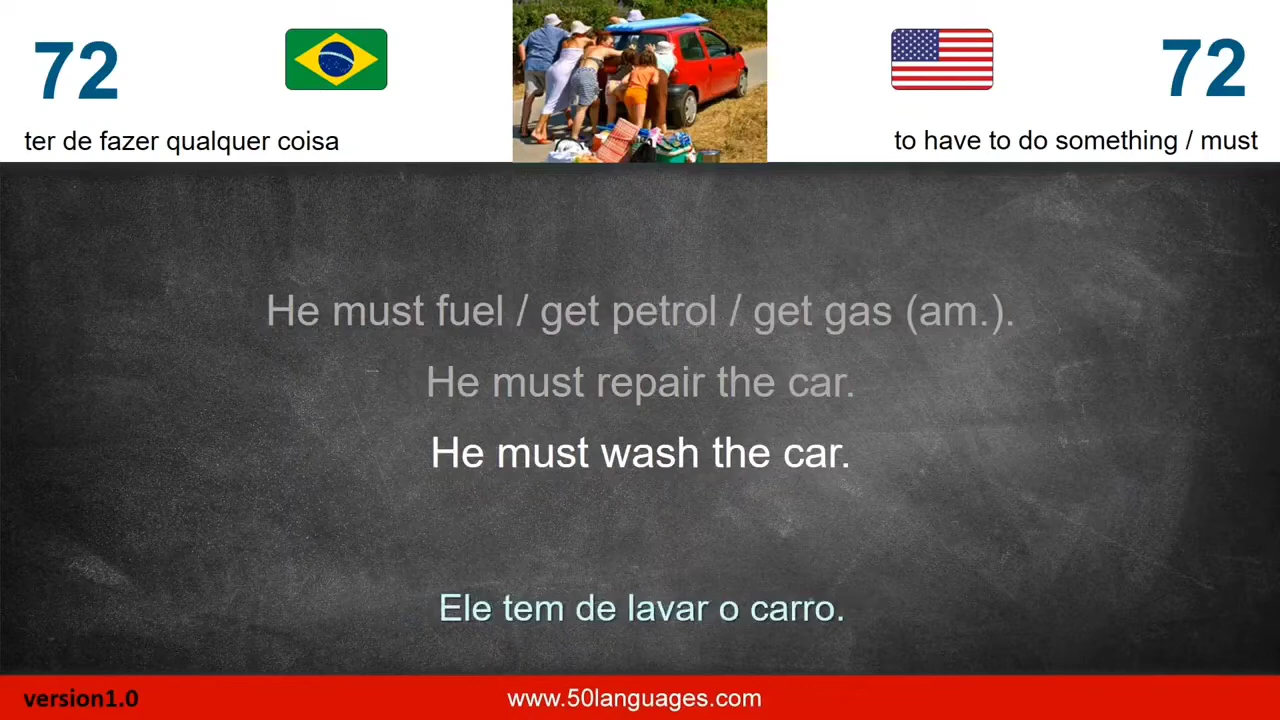 72
72
ter de fazer qualquer coisa
to have to do something / must
He must fuel / get petrol / get gas (am.).
He must repair the car.
He must wash the car.
Ele tem de lavar o carro.
version1.0
www.50languages.com